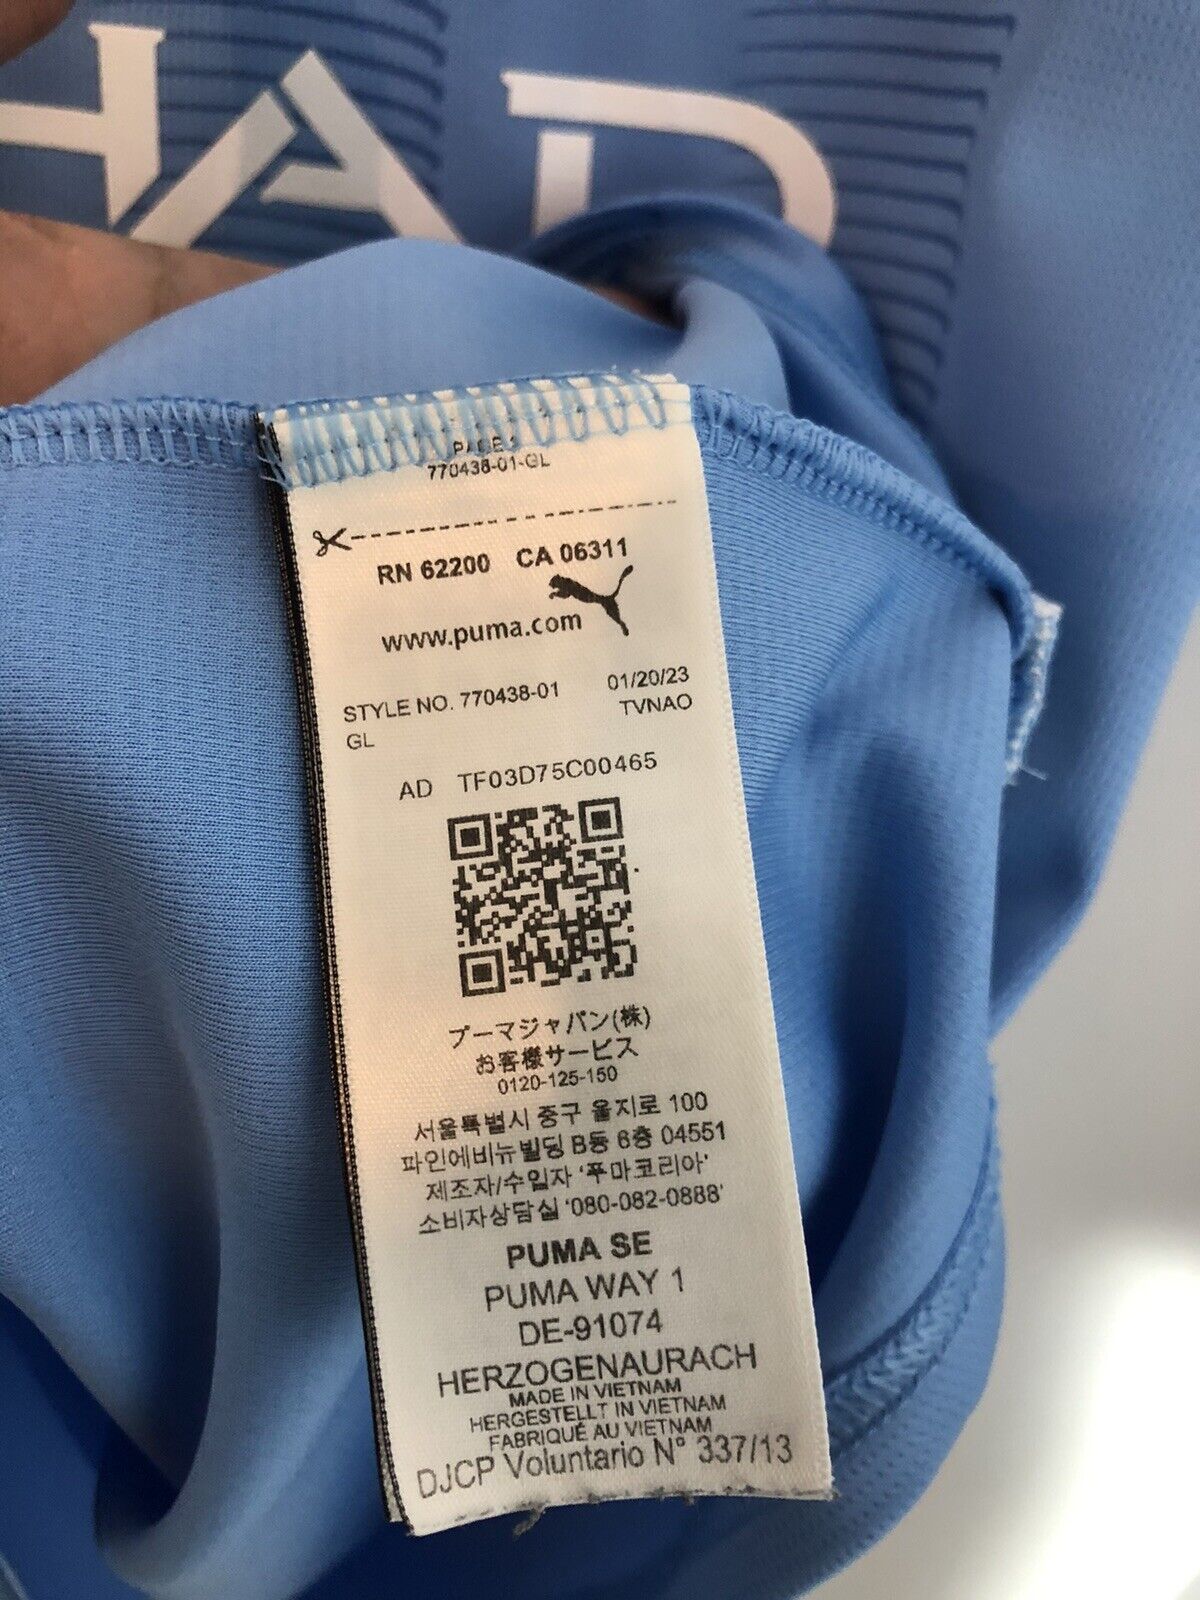 HAD
770438-01-GL
RN 62200 CA 06311
www.puma.com
STYLE NO. 770438-01 01/20/23
GL TVNAO
AD TF03D75C00465
プーマジャパン(株)
お客様サービス
0120-125-150
서울특별시 중구 을지로 100
파인에비뉴빌딩 B동 6층 04551
제조자/수입자 '푸마코리아'
소비자상담실 '080-082-0888'
PUMA SE
PUMA WAY 1
DE-91074
HERZOGENAURACH
MADE IN VIETNAM
HERGESTELLT IN VIETNAM
FABRIQUÉ AU VIETNAM
DJCP Voluntario N° 337/13